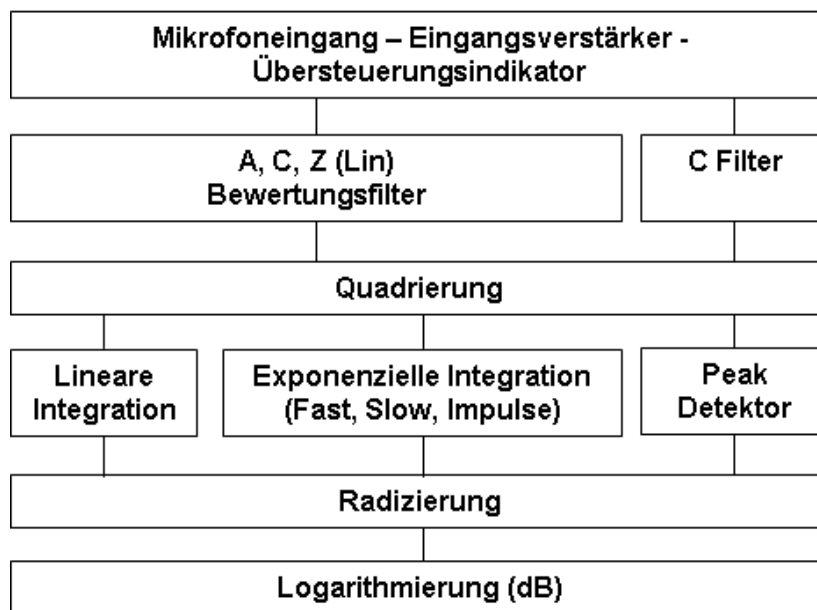 Mikrofoneingang – Eingangsverstärker -
Übersteuerungsindikator
A, C, Z (Lin)
Bewertungsfilter
C Filter
Quadrierung
Lineare
Integration
Exponenzielle Integration
(Fast, Slow, Impulse)
Peak
Detektor
Radizierung
Logarithmierung (dB)